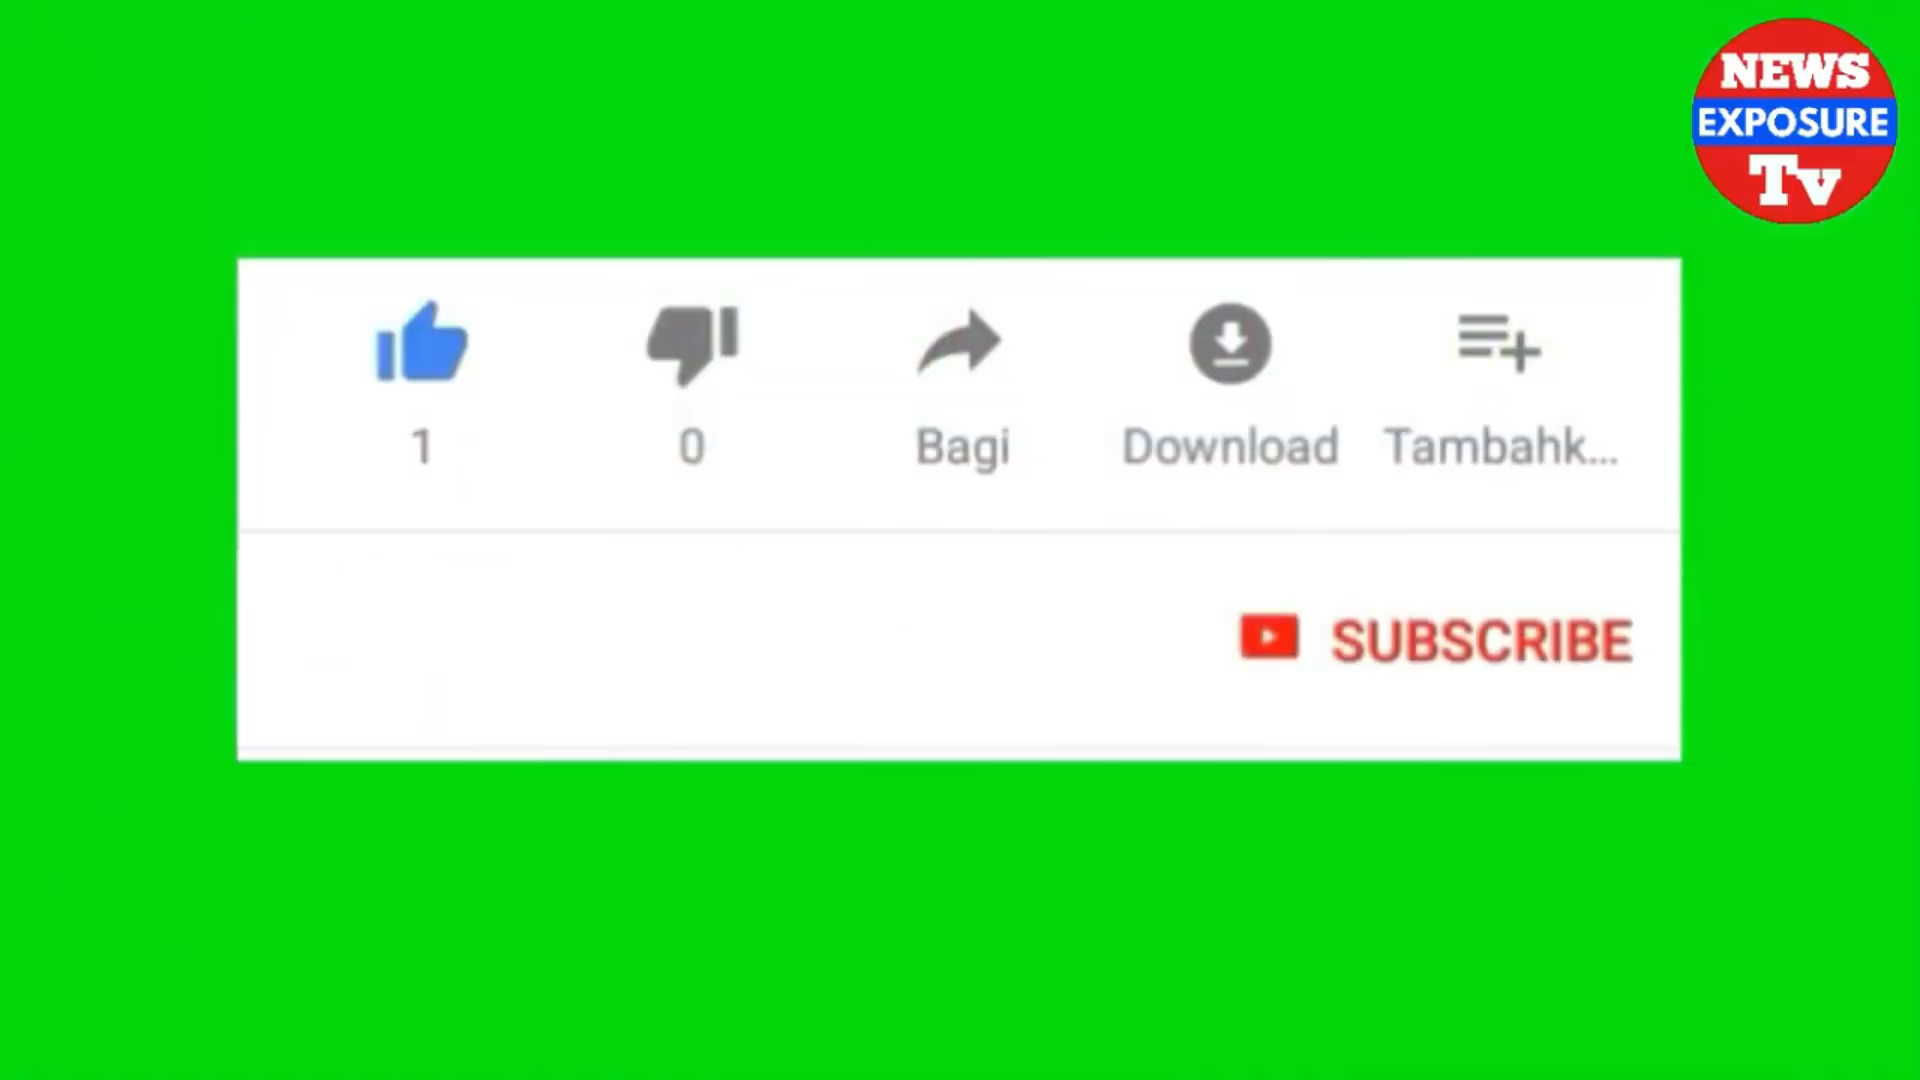 NEWS
EXPOSURE
Tv
1
0
Bagi
Download
Tambahk...
SUBSCRIBE